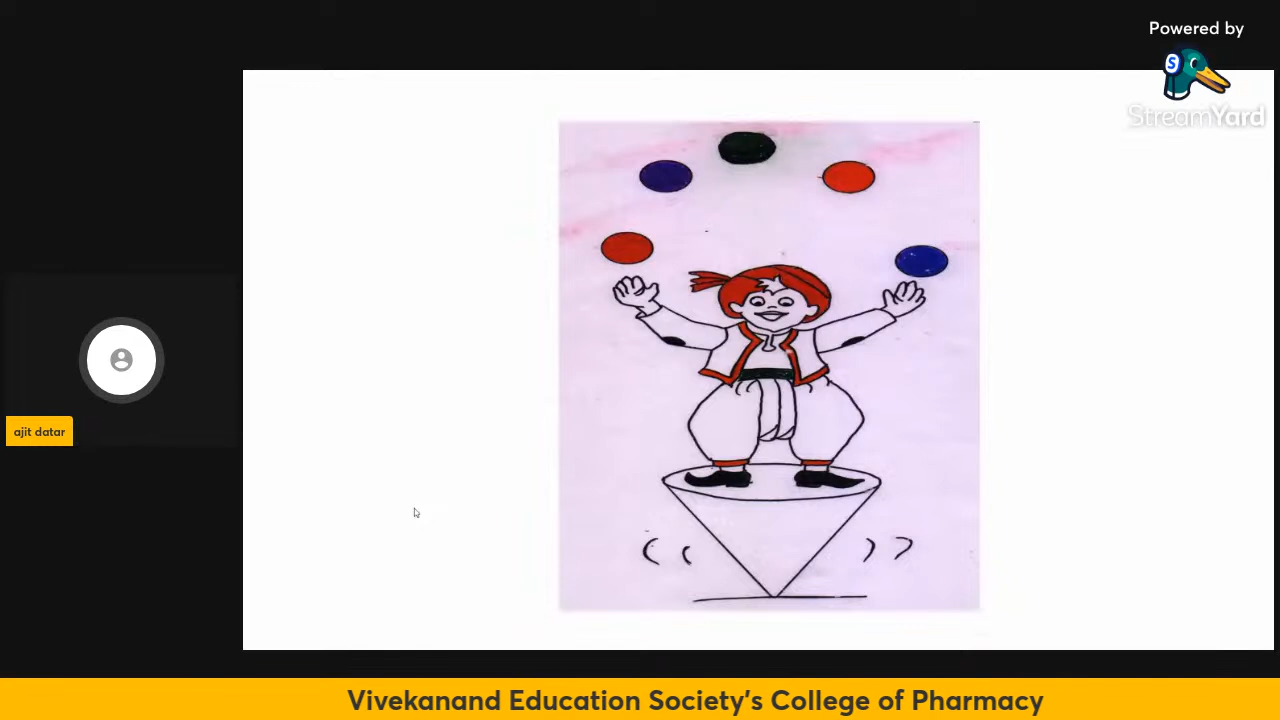 Powered by
StreamYard
ajit datar
Vivekanand Education Society's College of Pharmacy